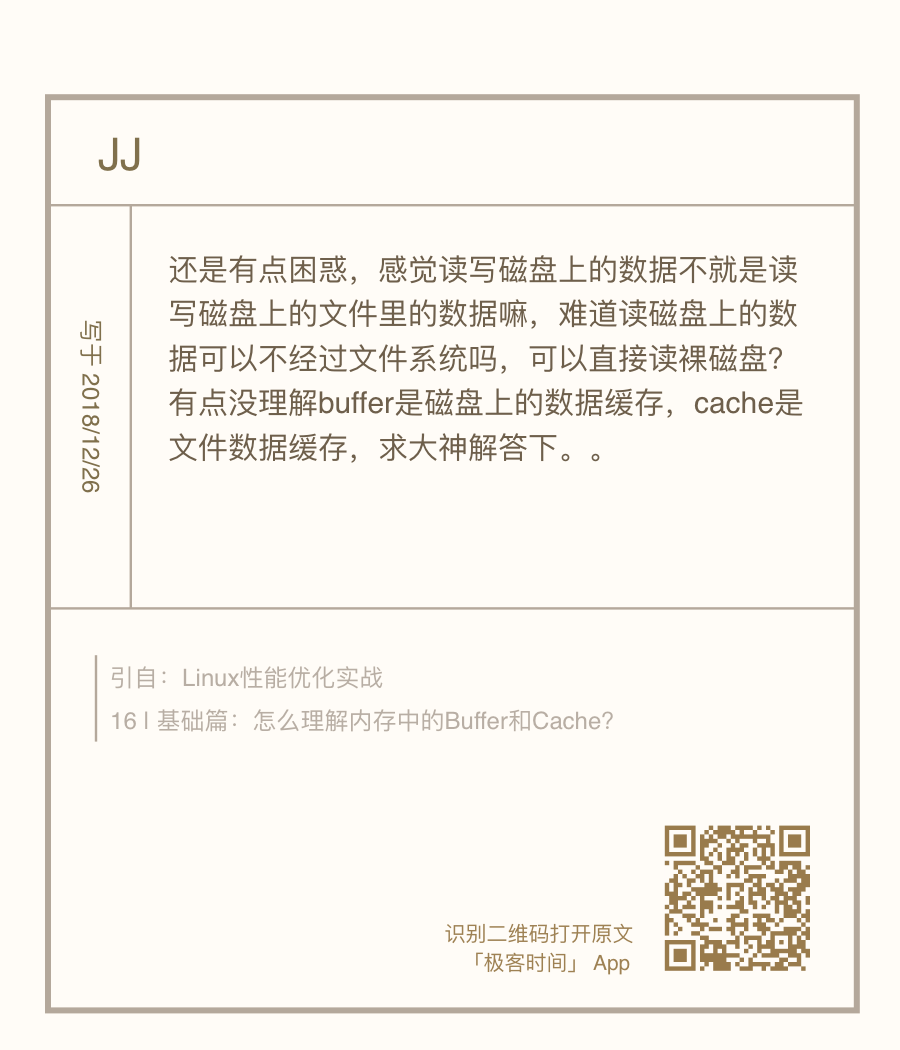 JJ
写于 2018/12/26
还是有点困惑，感觉读写磁盘上的数据不就是读
写磁盘上的文件里的数据嘛，难道读磁盘上的数
据可以不经过文件系统吗，可以直接读裸磁盘？
有点没理解buffer是磁盘上的数据缓存，cache是
文件数据缓存，求大神解答下。。
引自：Linux性能优化实战
16 | 基础篇：怎么理解内存中的Buffer和Cache？
识别二维码打开原文
「极客时间」 App